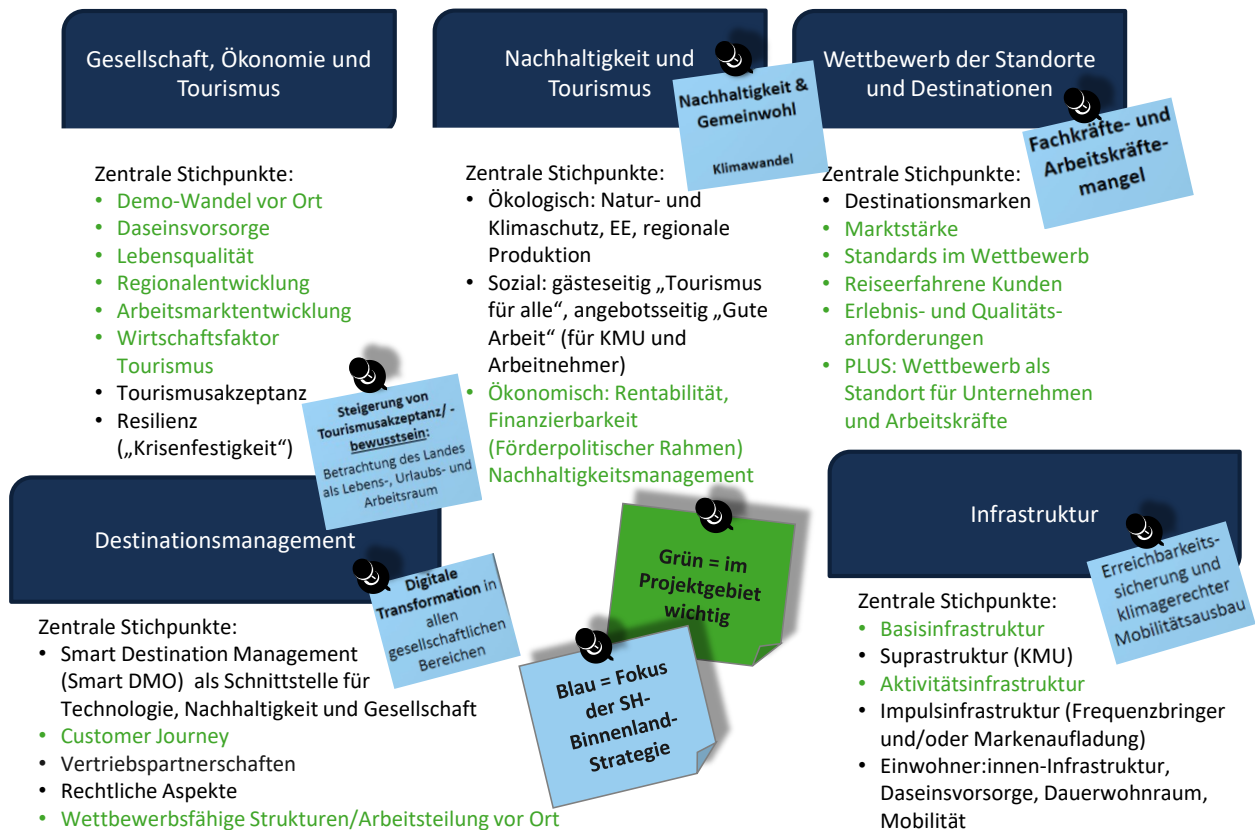 Gesellschaft, Ökonomie und
Tourismus
Zentrale Stichpunkte:
• Demo-Wandel vor Ort
• Daseinsvorsorge
• Lebensqualität
• Regionalentwicklung
• Arbeitsmarktentwicklung
• Wirtschaftsfaktor
Tourismus
• Tourismusakzeptanz
• Resilienz
(„Krisenfestigkeit“)
Steigerung von
Tourismusakzeptanz/ -
bewusstsein:
Betrachtung des Landes
als Lebens-, Urlaubs- und
Arbeitsraum
Nachhaltigkeit und
Tourismus
Nachhaltigkeit &
Gemeinwohl
Klimawandel
Zentrale Stichpunkte:
• Ökologisch: Natur- und
Klimaschutz, EE, regionale
Produktion
• Sozial: gästeseitig „Tourismus
für alle“, angebotsseitig „Gute
Arbeit“ (für KMU und
Arbeitnehmer)
• Ökonomisch: Rentabilität,
Finanzierbarkeit
(Förderpolitischer Rahmen)
Nachhaltigkeitsmanagement
Wettbewerb der Standorte
und Destinationen
Fachkräfte- und
Arbeitskräfte-
mangel
Zentrale Stichpunkte:
• Destinationsmarken
• Marktstärke
• Standards im Wettbewerb
• Reiseerfahrene Kunden
• Erlebnis- und Qualitäts-
anforderungen
• PLUS: Wettbewerb als
Standort für Unternehmen
und Arbeitskräfte
Destinationsmanagement
Digitale
Transformation in
allen
gesellschaftlichen
Bereichen
Zentrale Stichpunkte:
• Smart Destination Management
(Smart DMO) als Schnittstelle für
Technologie, Nachhaltigkeit und Gesellschaft
• Customer Journey
• Vertriebspartnerschaften
• Rechtliche Aspekte
• Wettbewerbsfähige Strukturen/Arbeitsteilung vor Ort
Grün = im
Projektgebiet
wichtig
Blau = Fokus
der SH-
Binnenland-
Strategie
Infrastruktur
Erreichbarkeits-
sicherung und
klimagerechter
Mobilitätsausbau
Zentrale Stichpunkte:
• Basisinfrastruktur
• Suprastruktur (KMU)
• Aktivitätsinfrastruktur
• Impulsinfrastruktur (Frequenzbringer
und/oder Markenaufladung)
• Einwohner:innen-Infrastruktur,
Daseinsvorsorge, Dauerwohnraum,
Mobilität